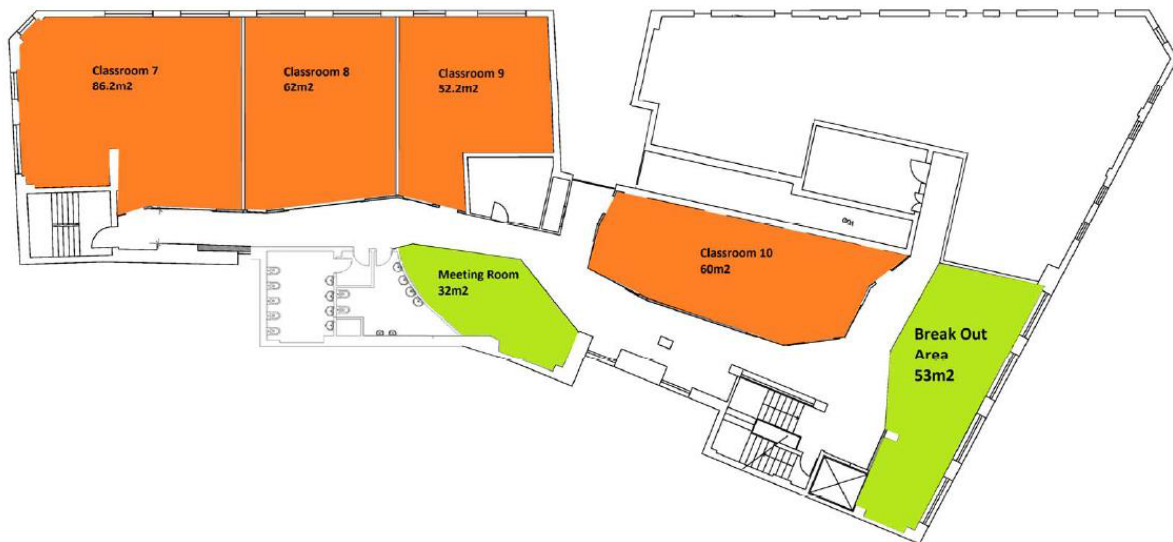 Classroom 7
86.2m2
Classroom 8
62m2
Classroom 9
52.2m2
Classroom 10
60m2
Meeting Room
32m2
Break Out
Area
53m2